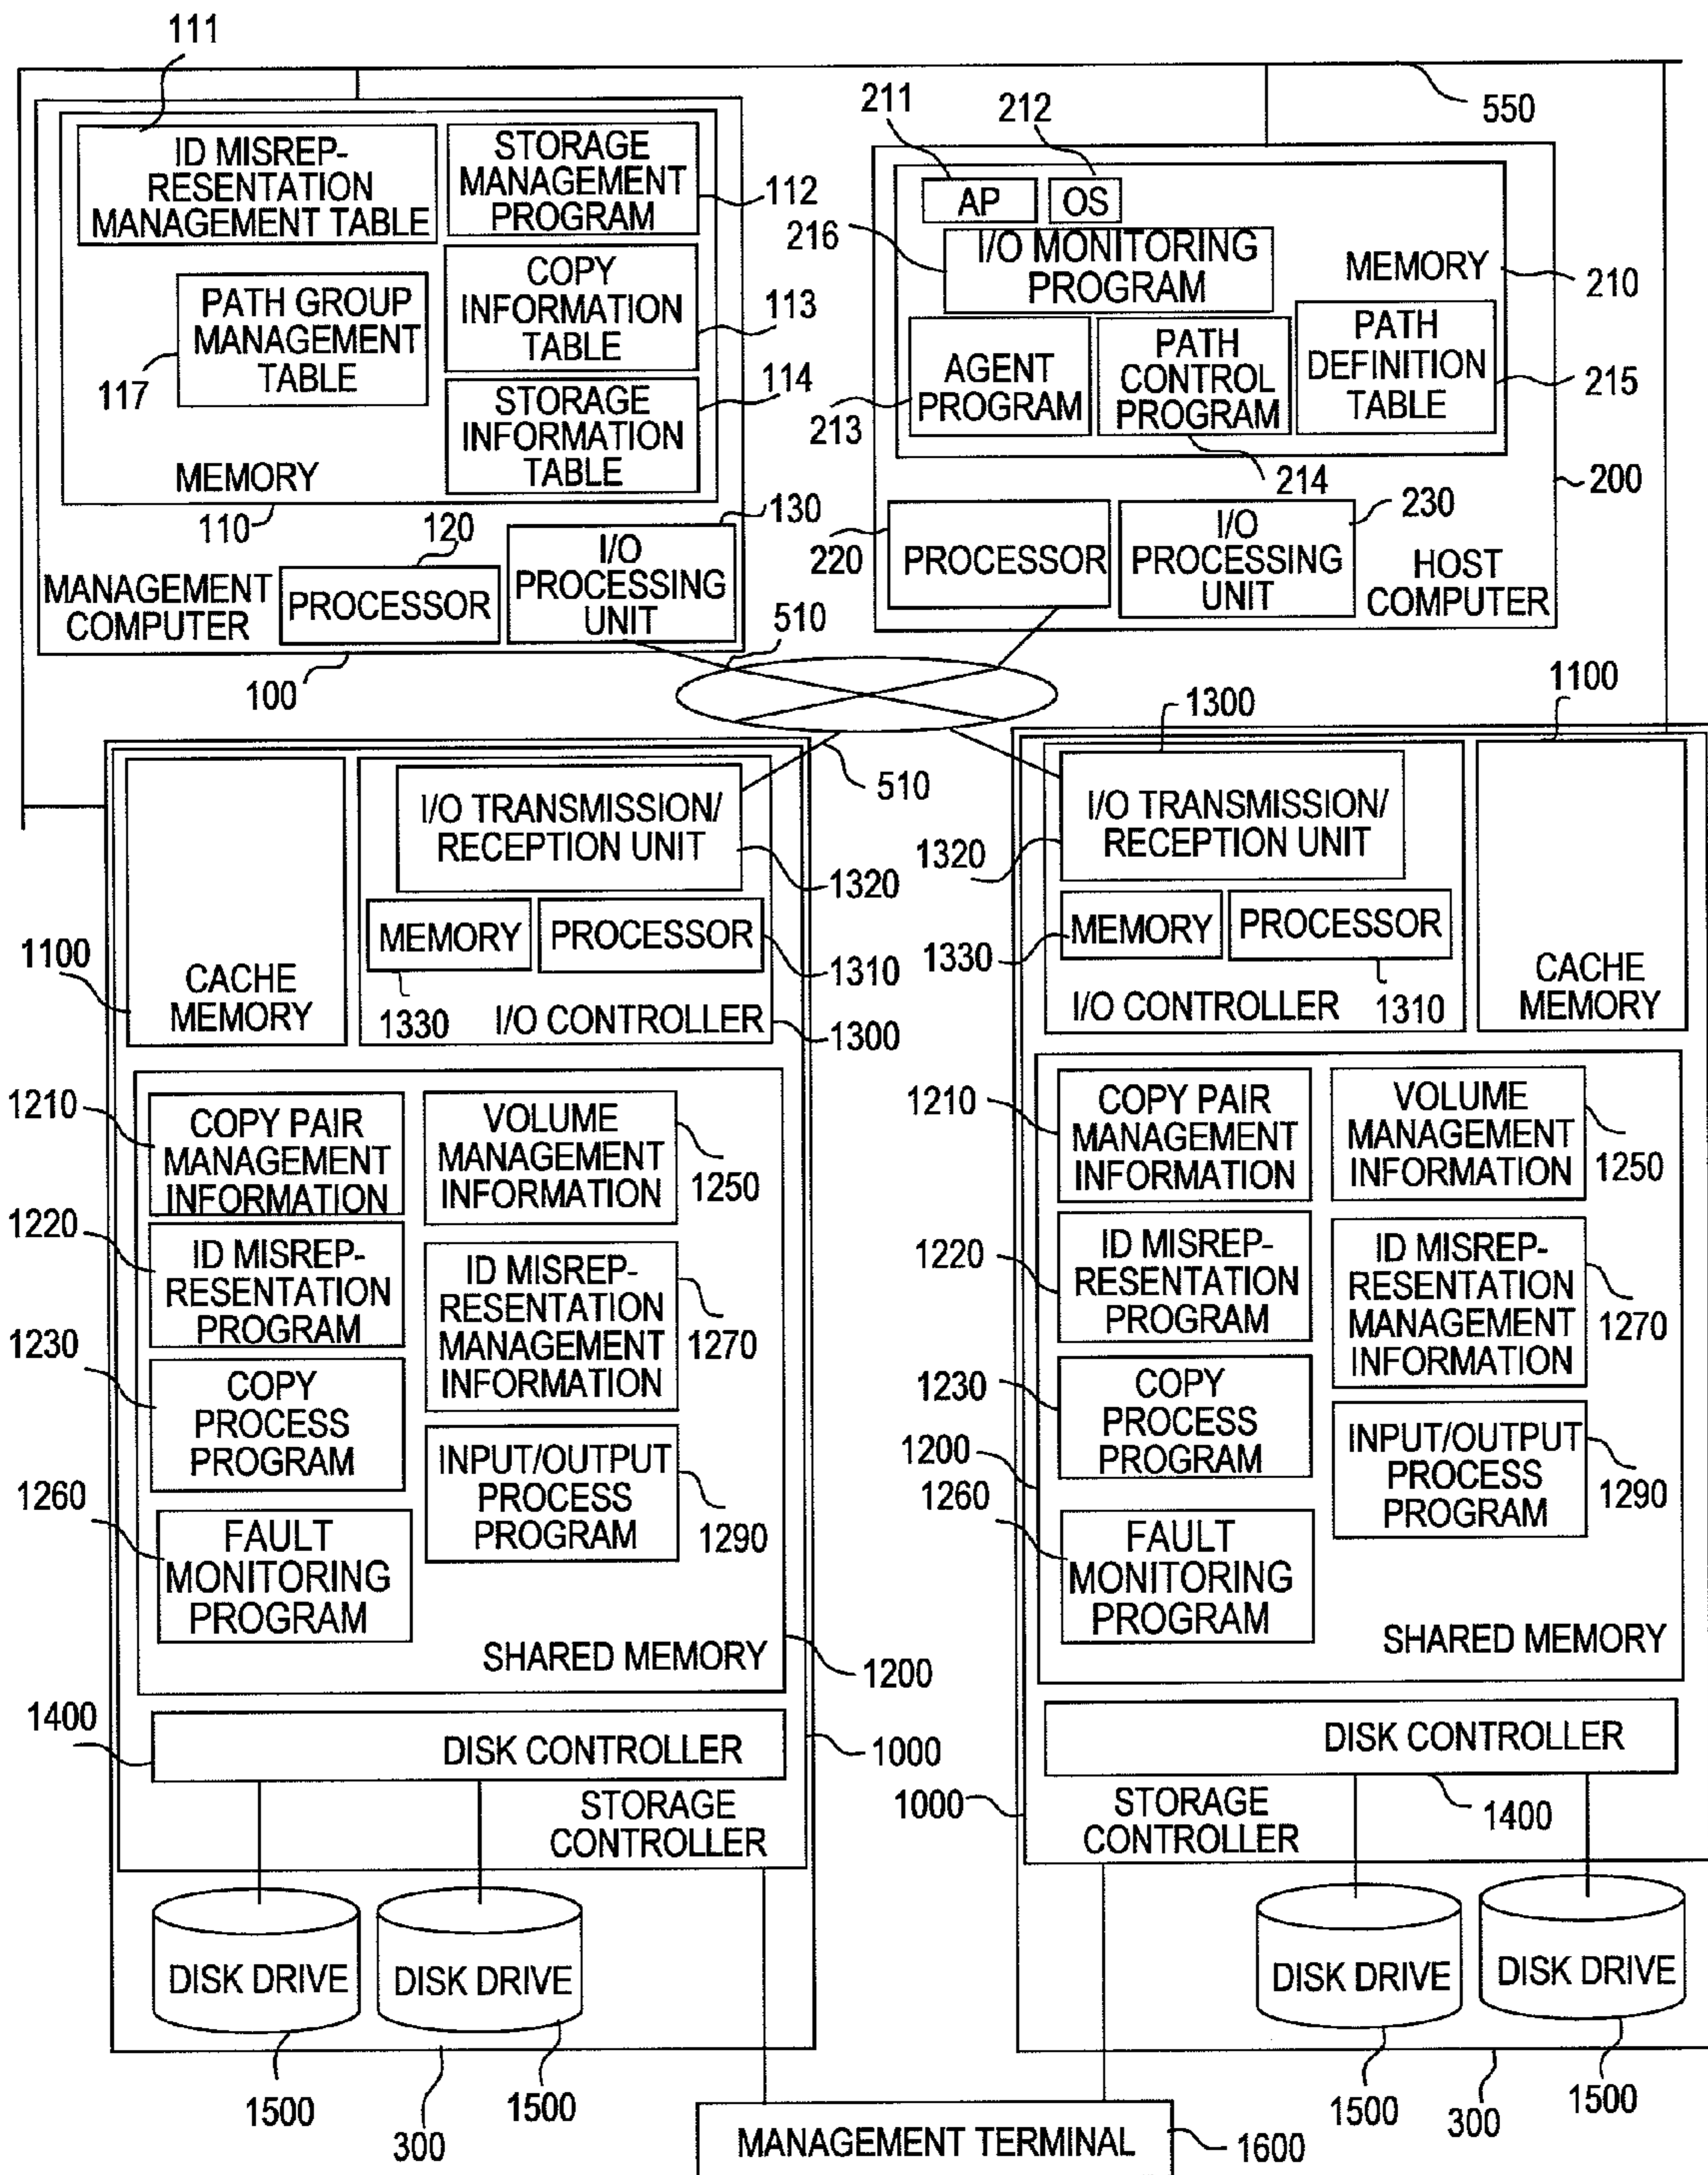 111
550
211
212
ID MISREP-
RESENTATION
MANAGEMENT TABLE
STORAGE
MANAGEMENT
PROGRAM
112
AP
OS
216
I/O MONITORING
PROGRAM
MEMORY
210
PATH GROUP
MANAGEMENT
TABLE
117
COPY
INFORMATION
TABLE
113
AGENT
PROGRAM
213
PATH
CONTROL
PROGRAM
214
PATH
DEFINITION
TABLE
215
STORAGE
INFORMATION
TABLE
114
MEMORY
110
200
120
130
MANAGEMENT
COMPUTER
PROCESSOR
I/O
PROCESSING
UNIT
100
220
PROCESSOR
I/O
PROCESSING
UNIT
230
HOST
COMPUTER
510
510
1300
1100
I/O TRANSMISSION/
RECEPTION UNIT
1320
MEMORY
PROCESSOR
1310
1330
I/O CONTROLLER
1300
1100
CACHE
MEMORY
I/O TRANSMISSION/
RECEPTION UNIT
1320
MEMORY
PROCESSOR
1330
1310
I/O CONTROLLER
CACHE
MEMORY
1210
COPY PAIR
MANAGEMENT
INFORMATION
VOLUME
MANAGEMENT
INFORMATION
1250
1220
ID MISREP-
RESENTATION
PROGRAM
ID MISREP-
RESENTATION
MANAGEMENT
INFORMATION
1270
1230
COPY
PROCESS
PROGRAM
INPUT/OUTPUT
PROCESS
PROGRAM
1290
1260
FAULT
MONITORING
PROGRAM
SHARED MEMORY
1200
1210
COPY PAIR
MANAGEMENT
INFORMATION
VOLUME
MANAGEMENT
INFORMATION
1250
1220
ID MISREP-
RESENTATION
PROGRAM
ID MISREP-
RESENTATION
MANAGEMENT
INFORMATION
1270
1230
COPY
PROCESS
PROGRAM
1200
INPUT/OUTPUT
PROCESS
PROGRAM
1290
1260
FAULT
MONITORING
PROGRAM
SHARED MEMORY
1400
DISK CONTROLLER
1000
STORAGE
CONTROLLER
DISK DRIVE
DISK DRIVE
1500
300
1500
DISK CONTROLLER
1400
1000
STORAGE
CONTROLLER
DISK DRIVE
DISK DRIVE
1500
300
1500
MANAGEMENT TERMINAL
1600